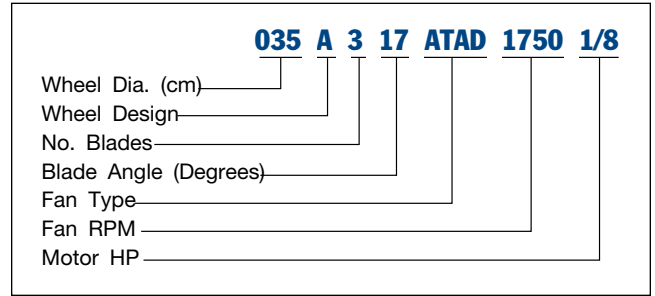 035 A 3 17 ATAD 1750 1/8
Wheel Dia. (cm)
Wheel Design
No. Blades
Blade Angle (Degrees)
Fan Type
Fan RPM
Motor HP